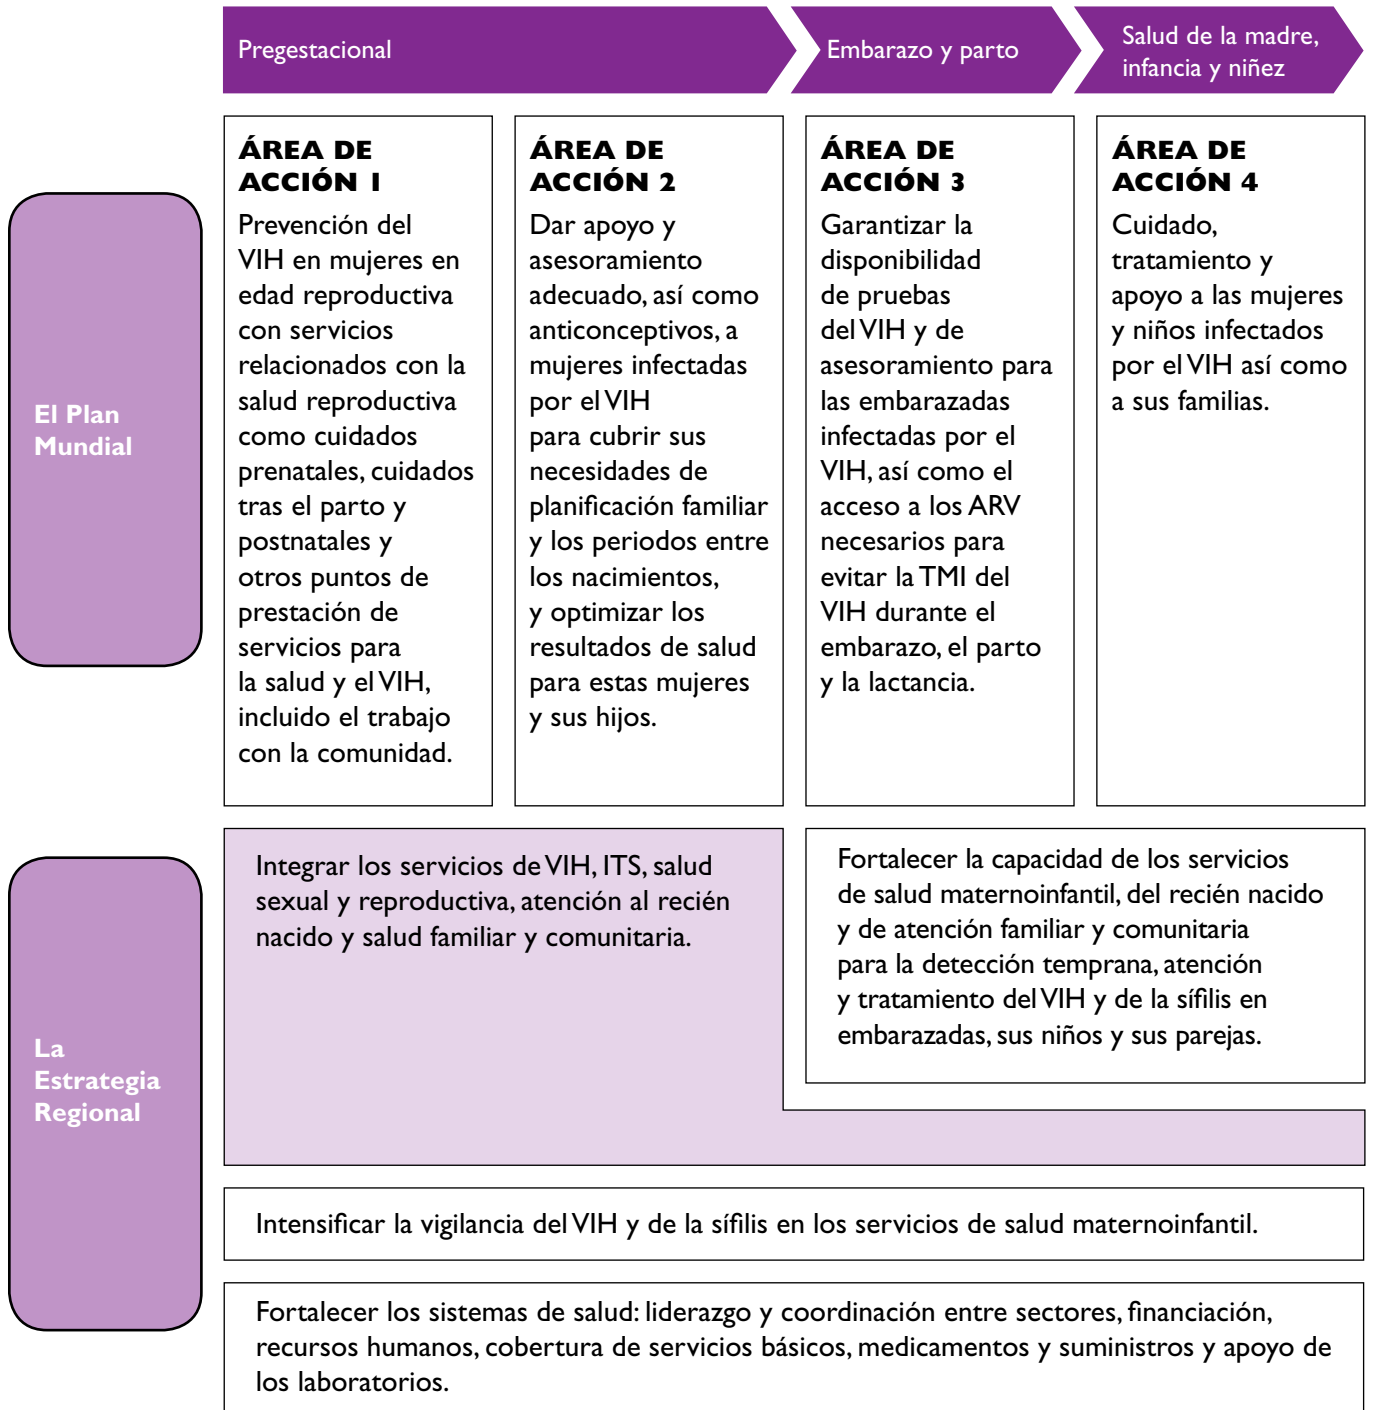 Pregestacional
Embarazo y parto
Salud de la madre,
infancia y niñez
El Plan
Mundial
ÁREA DE
ACCIÓN 1
Prevención del
VIH en mujeres en
edad reproductiva
con servicios
relacionados con la
salud reproductiva
como cuidados
prenatales, cuidados
tras el parto y
postnatales y
otros puntos de
prestación de
servicios para
la salud y el VIH,
incluido el trabajo
con la comunidad.
ÁREA DE
ACCIÓN 2
Dar apoyo y
asesoramiento
adecuado, así como
anticonceptivos, a
mujeres infectadas
por el VIH
para cubrir sus
necesidades de
planificación familiar
y los periodos entre
los nacimientos,
y optimizar los
resultados de salud
para estas mujeres
y sus hijos.
ÁREA DE
ACCIÓN 3
Garantizar la
disponibilidad
de pruebas
del VIH y de
asesoramiento para
las embarazadas
infectadas por el
VIH, así como el
acceso a los ARV
necesarios para
evitar la TMI del
VIH durante el
embarazo, el parto
y la lactancia.
ÁREA DE
ACCIÓN 4
Cuidado,
tratamiento y
apoyo a las mujeres
y niños infectados
por el VIH así como
a sus familias.
La
Estrategia
Regional
Integrar los servicios de VIH, ITS, salud
sexual y reproductiva, atención al recién
nacido y salud familiar y comunitaria.
Fortalecer la capacidad de los servicios
de salud maternoinfantil, del recién nacido
y de atención familiar y comunitaria
para la detección temprana, atención
y tratamiento del VIH y de la sífilis en
embarazadas, sus niños y sus parejas.
Intensificar la vigilancia del VIH y de la sífilis en los servicios de salud maternoinfantil.
Fortalecer los sistemas de salud: liderazgo y coordinación entre sectores, financiación,
recursos humanos, cobertura de servicios básicos, medicamentos y suministros y apoyo de
los laboratorios.